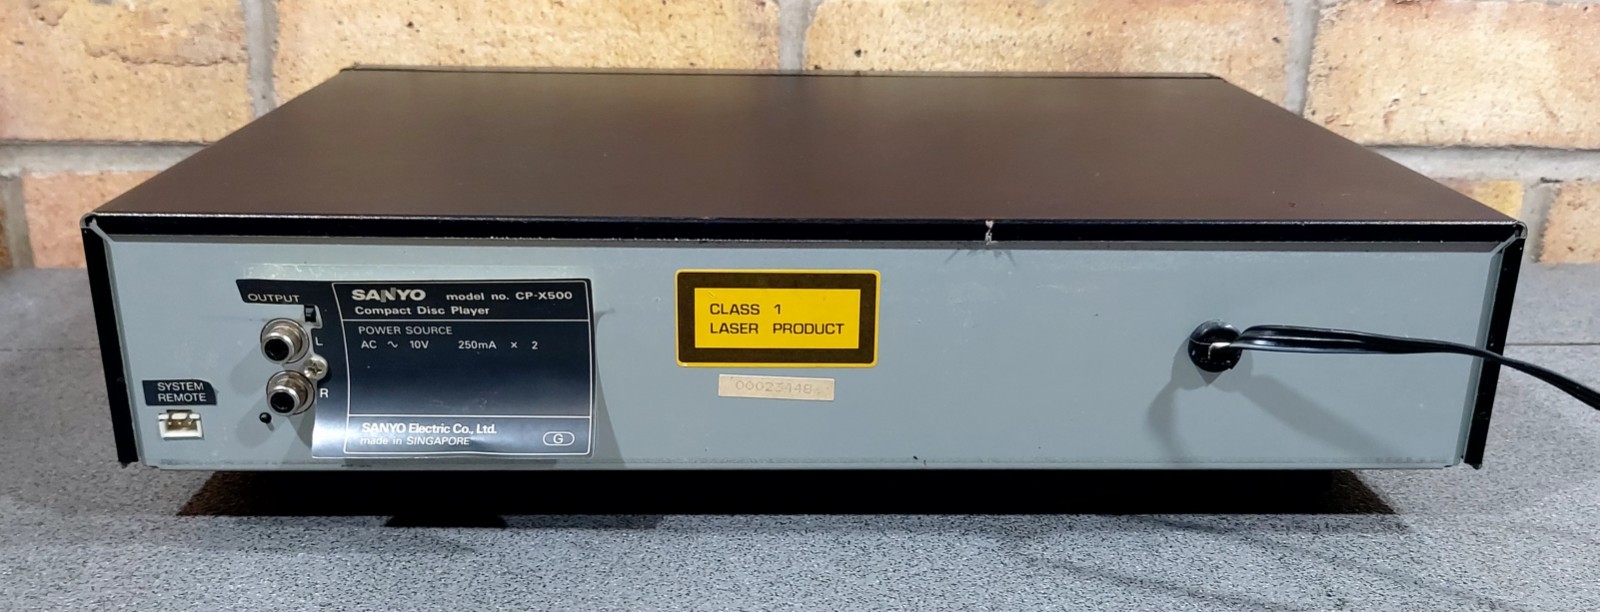 OUTPUT
L
R
SYSTEM
REMOTE
SANYO model no. CP-X500
Compact Disc Player
POWER SOURCE
AC ∿ 10V 250mA × 2
SANYO Electric Co., Ltd.
made in SINGAPORE
G
CLASS 1
LASER PRODUCT
00023448